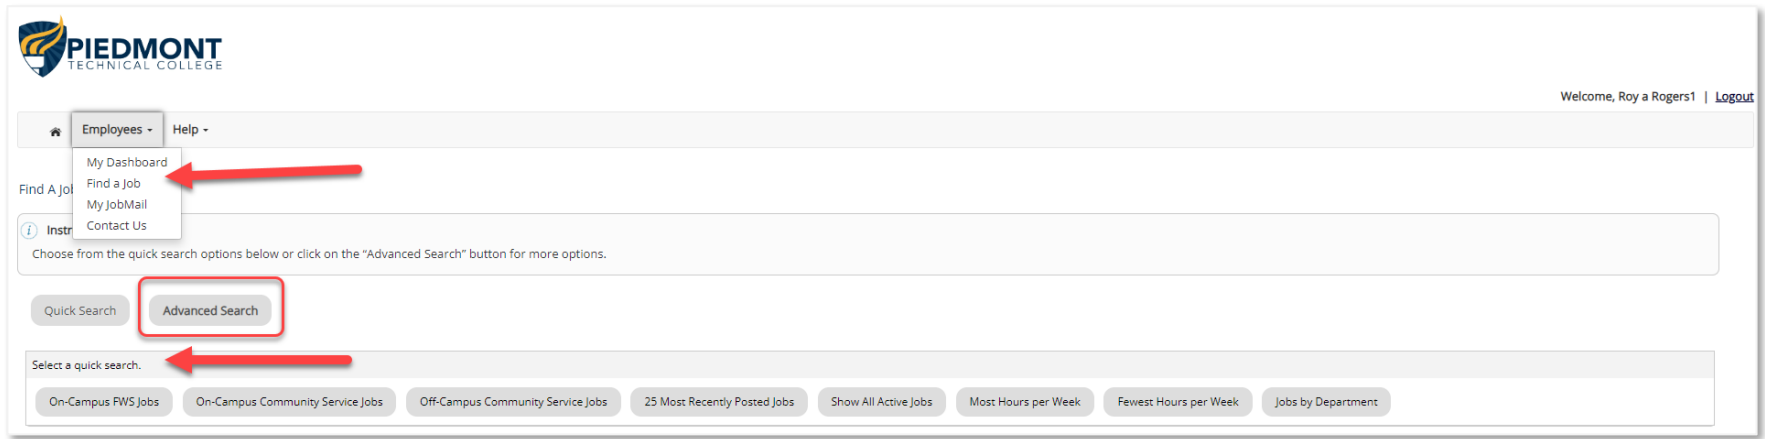 PIEDMONT
TECHNICAL COLLEGE
Welcome, Roy a Rogers1 | Logout
Employees Help
My Dashboard
Find a Job
Find A Jo
My JobMail
Contact Us
Instr
Choose from the quick search options below or click on the “Advanced Search” button for more options.
Quick Search Advanced Search
Select a quick search.
On-Campus FWS Jobs On-Campus Community Service Jobs Off-Campus Community Service Jobs 25 Most Recently Posted Jobs Show All Active Jobs Most Hours per Week Fewest Hours per Week Jobs by Department